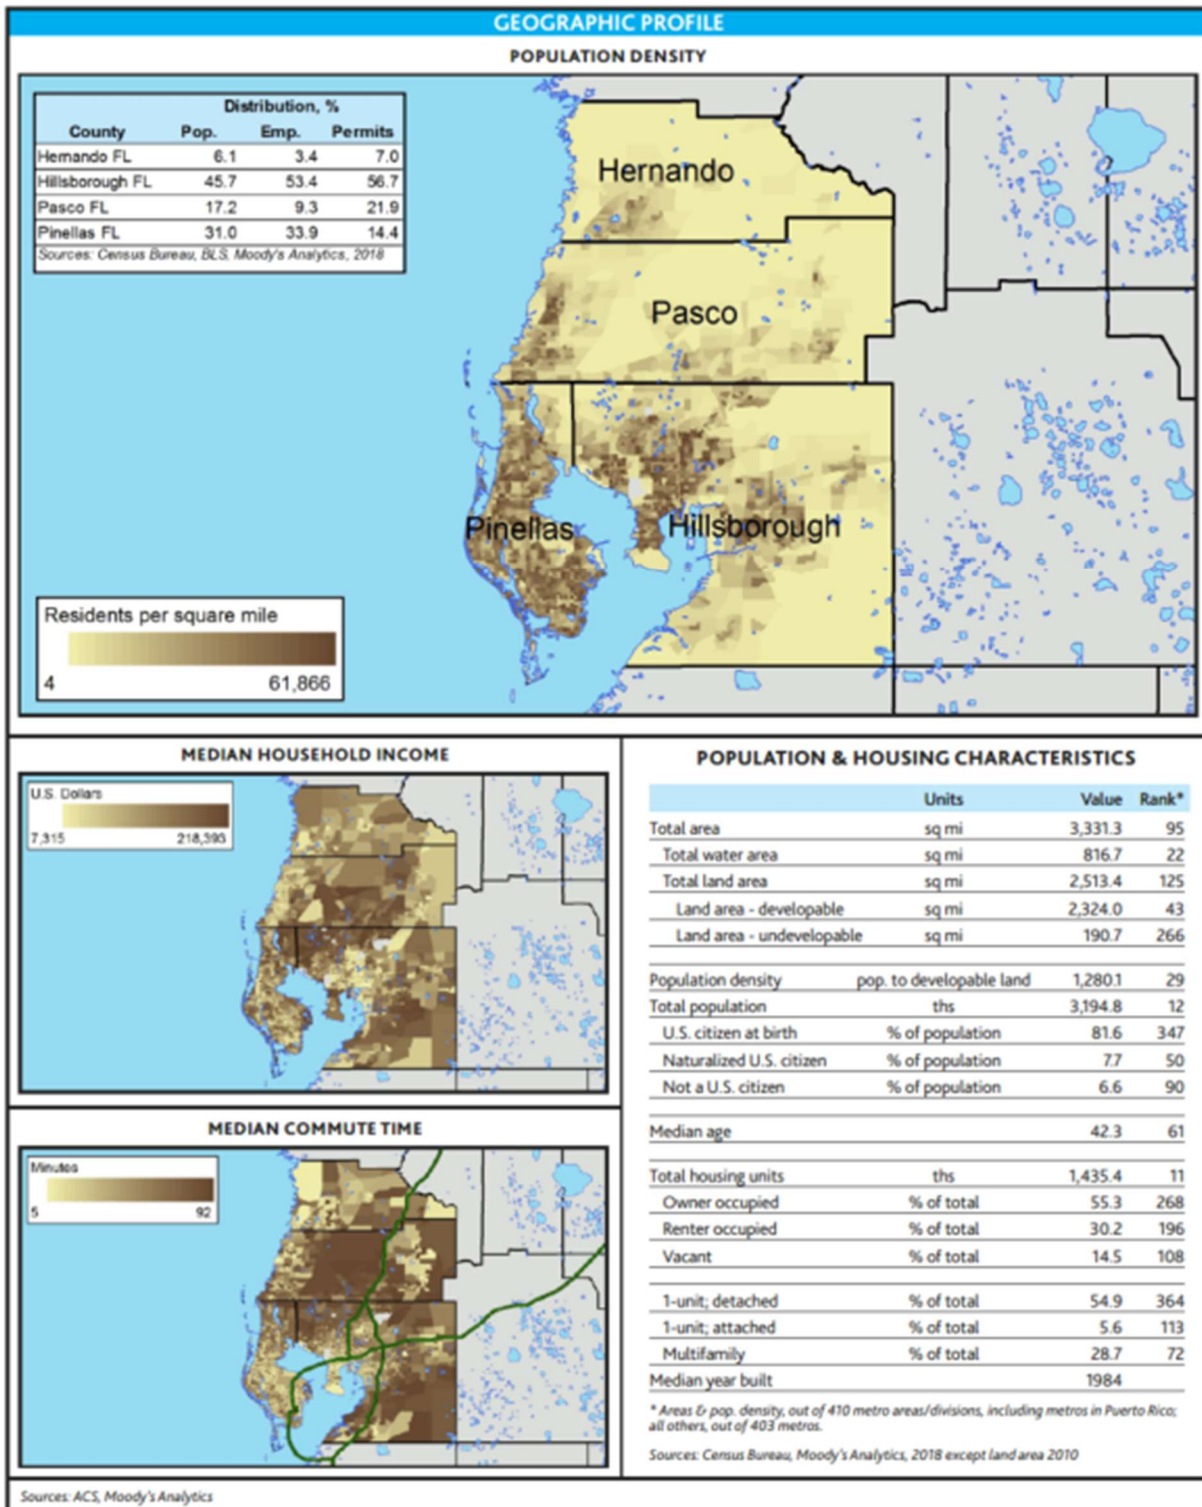 GEOGRAPHIC PROFILE
POPULATION DENSITY
Distribution, %
County Pop. Emp. Permits
Hernando FL 6.1 3.4 7.0
Hillsborough FL 45.7 53.4 56.7
Pasco FL 17.2 9.3 21.9
Pinellas FL 31.0 33.9 14.4
Sources: Census Bureau, BLS, Moody's Analytics, 2018
Hernando
Pasco
Pinellas
Hillsborough
Residents per square mile
4 61,866
MEDIAN HOUSEHOLD INCOME
U.S. Dollars
7,315 218,393
MEDIAN COMMUTE TIME
Minutes
5 92
POPULATION & HOUSING CHARACTERISTICS
Units Value Rank*
Total area sq mi 3,331.3 95
Total water area sq mi 816.7 22
Total land area sq mi 2,513.4 125
Land area - developable sq mi 2,324.0 43
Land area - undevelopable sq mi 190.7 266
Population density pop. to developable land 1,280.1 29
Total population ths 3,194.8 12
U.S. citizen at birth % of population 81.6 347
Naturalized U.S. citizen % of population 7.7 50
Not a U.S. citizen % of population 6.6 90
Median age 42.3 61
Total housing units ths 1,435.4 11
Owner occupied % of total 55.3 268
Renter occupied % of total 30.2 196
Vacant % of total 14.5 108
1-unit; detached % of total 54.9 364
1-unit; attached % of total 5.6 113
Multifamily % of total 28.7 72
Median year built 1984
* Areas & pop. density, out of 410 metro areas/divisions, including metros in Puerto Rico;
all others, out of 403 metros.
Sources: Census Bureau, Moody's Analytics, 2018 except land area 2010
Sources: ACS, Moody's Analytics